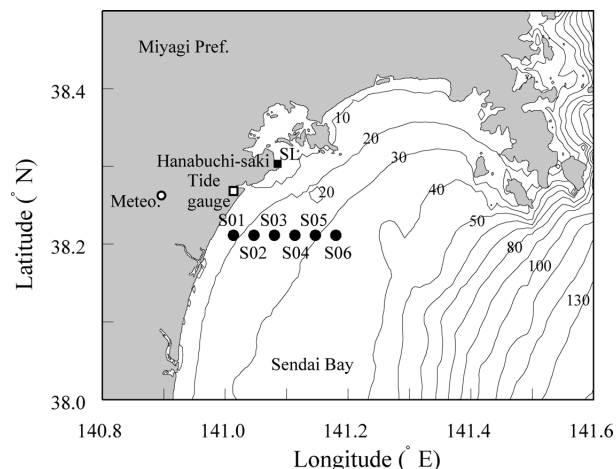 Miyagi Pref.
38.4
10
20
Hanabuchi-saki
SL
30
Tide
gauge
20
40
Meteo.
50
S01 S03 S05
38.2
S02 S04 S06
80
100
130
Sendai Bay
38.0
140.8 141.0 141.2 141.4 141.6
Latitude (° N)
Longitude (° E)